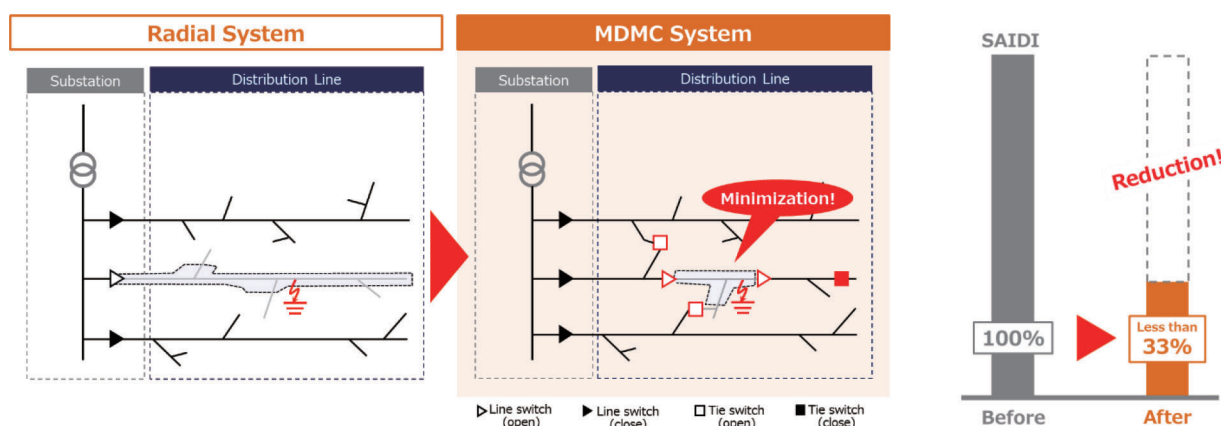 Radial System
Substation
Distribution Line
MDMC System
Substation
Distribution Line
Minimization!
Line switch
(open)
Line switch
(close)
Tie switch
(open)
Tie switch
(close)
SAIDI
Reduction!
100%
Less than
33%
Before
After